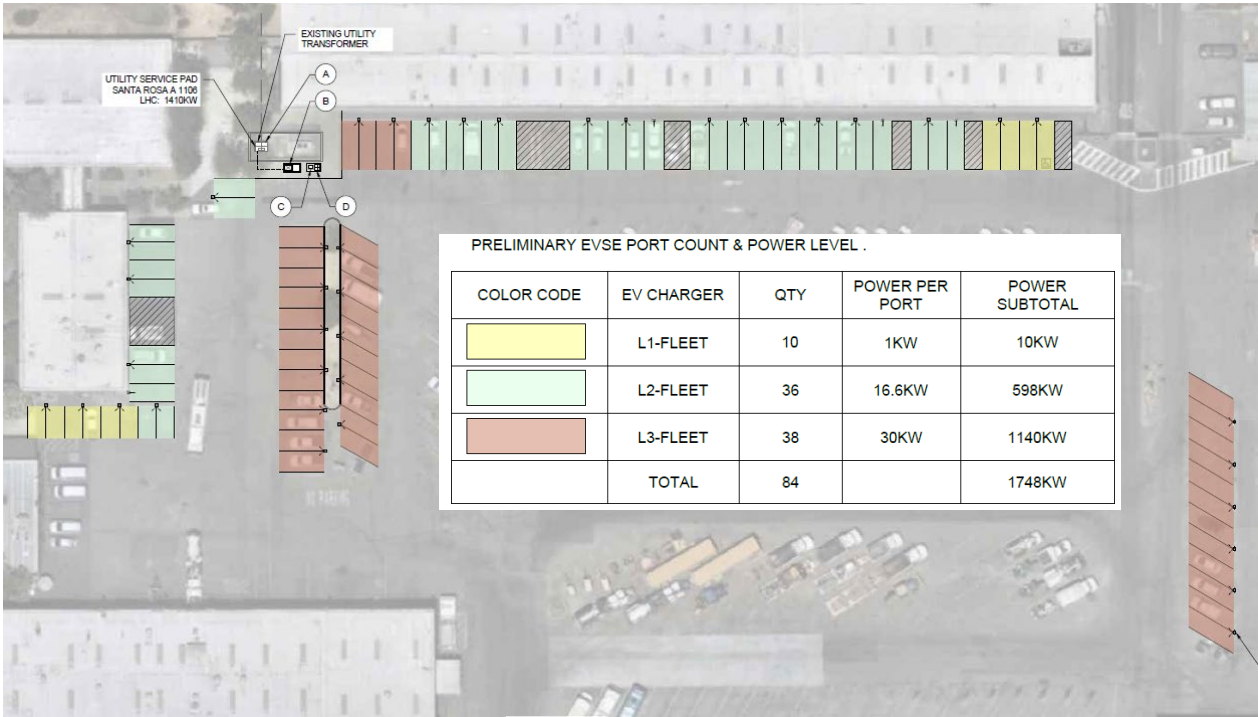 EXISTING UTILITY
TRANSFORMER
UTILITY SERVICE PAD
SANTA ROSA A 1106
LHC: 1410KW
A
B
C
D
PRELIMINARY EVSE PORT COUNT & POWER LEVEL .
COLOR CODE EV CHARGER QTY POWER PER PORT POWER SUBTOTAL
L1-FLEET 10 1KW 10KW
L2-FLEET 36 16.6KW 598KW
L3-FLEET 38 30KW 1140KW
TOTAL 84 1748KW
NO PARKING